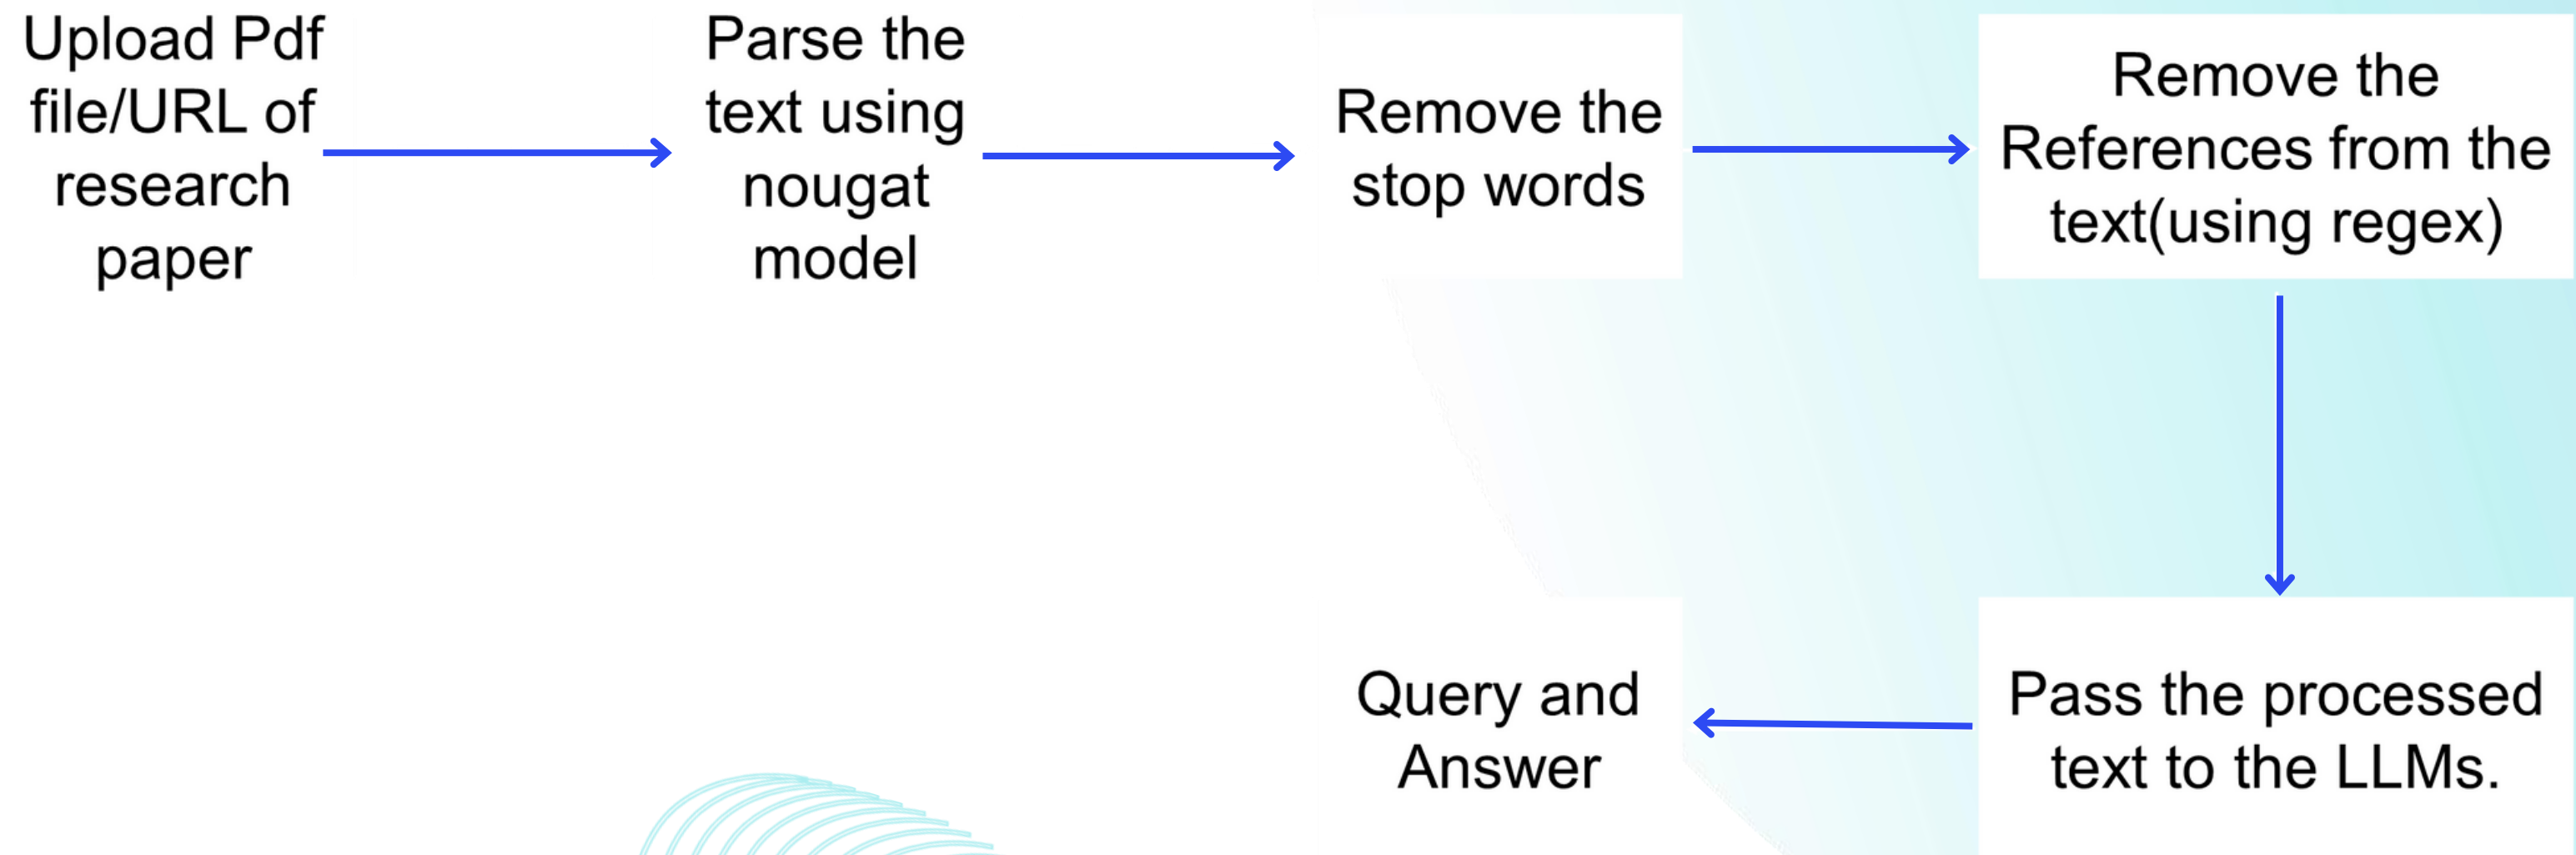 Upload Pdf
file/URL of
research
paper
Parse the
text using
nougat
model
Remove the
stop words
Remove the
References from the
text(using regex)
Pass the processed
text to the LLMs.
Query and
Answer